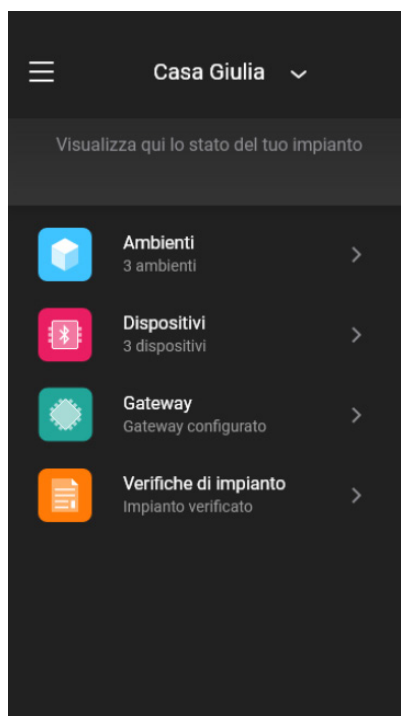 Casa Giulia
Visualizza qui lo stato del tuo impianto
Ambienti
3 ambienti
Dispositivi
3 dispositivi
Gateway
Gateway configurato
Verifiche di impianto
Impianto verificato